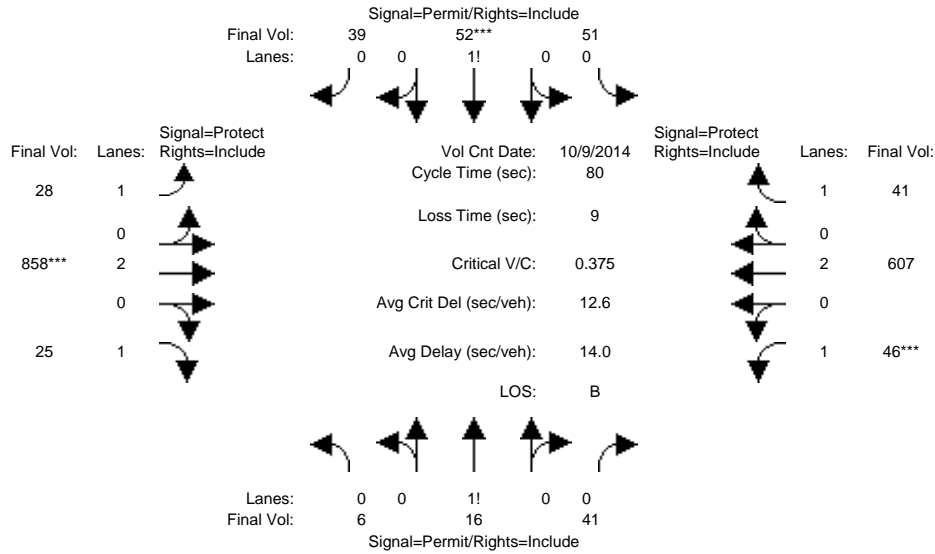 Signal=Permit/Rights=Include
Final Vol: 39 52*** 51
Lanes: 0 0 1! 0 0
Signal=Protect Signal=Protect
Final Vol: Lanes: Rights=Include Vol Cnt Date: 10/9/2014 Rights=Include Lanes: Final Vol:
Cycle Time (sec): 80
28 1 1 41
Loss Time (sec): 9
0 0
858*** 2 Critical V/C: 0.375 2 607
0 Avg Crit Del (sec/veh): 12.6 0
25 1 Avg Delay (sec/veh): 14.0 1 46***
LOS: B
Lanes: 0 0 1! 0 0
Final Vol: 6 16 41
Signal=Permit/Rights=Include